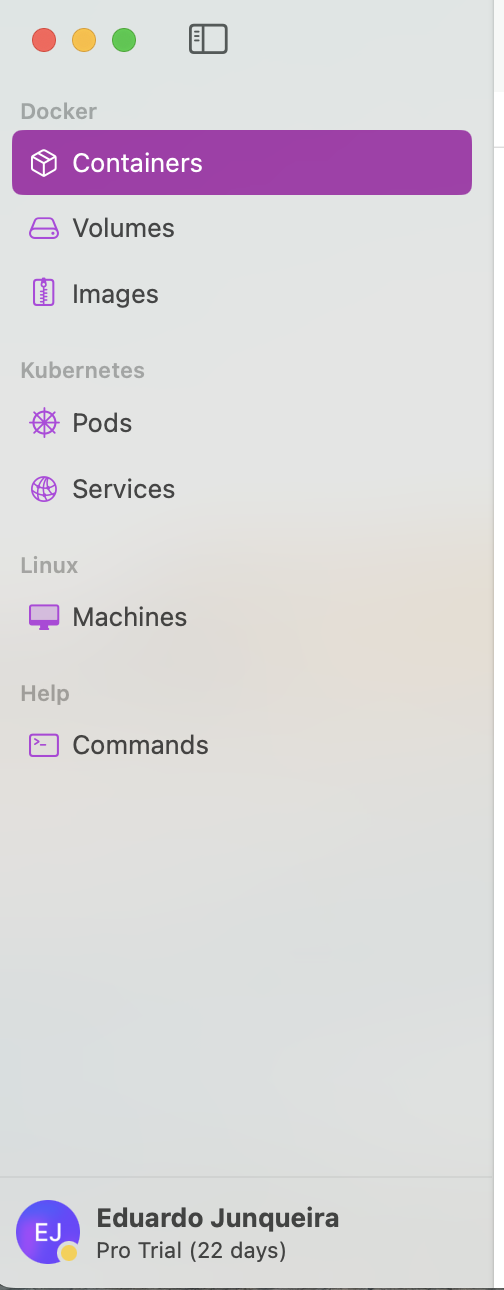 Docker
Containers
Volumes
Images
Kubernetes
Pods
Services
Linux
Machines
Help
Commands
EJ
Eduardo Junqueira
Pro Trial (22 days)